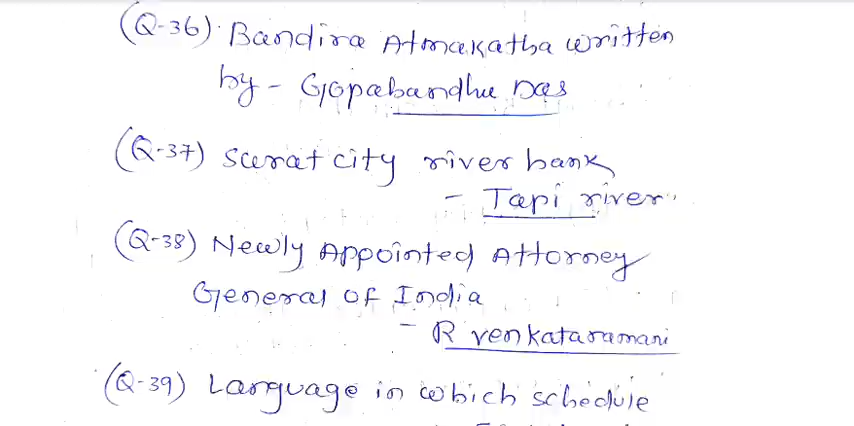 (Q-36) Bandira Atmakatha written
by - Gopabandhu Das
(Q-37) Surat city river bank
- Tapi river.
(Q-38) Newly Appointed Attorney
General of India
- R venkataramani
(Q-39) Language in which schedule